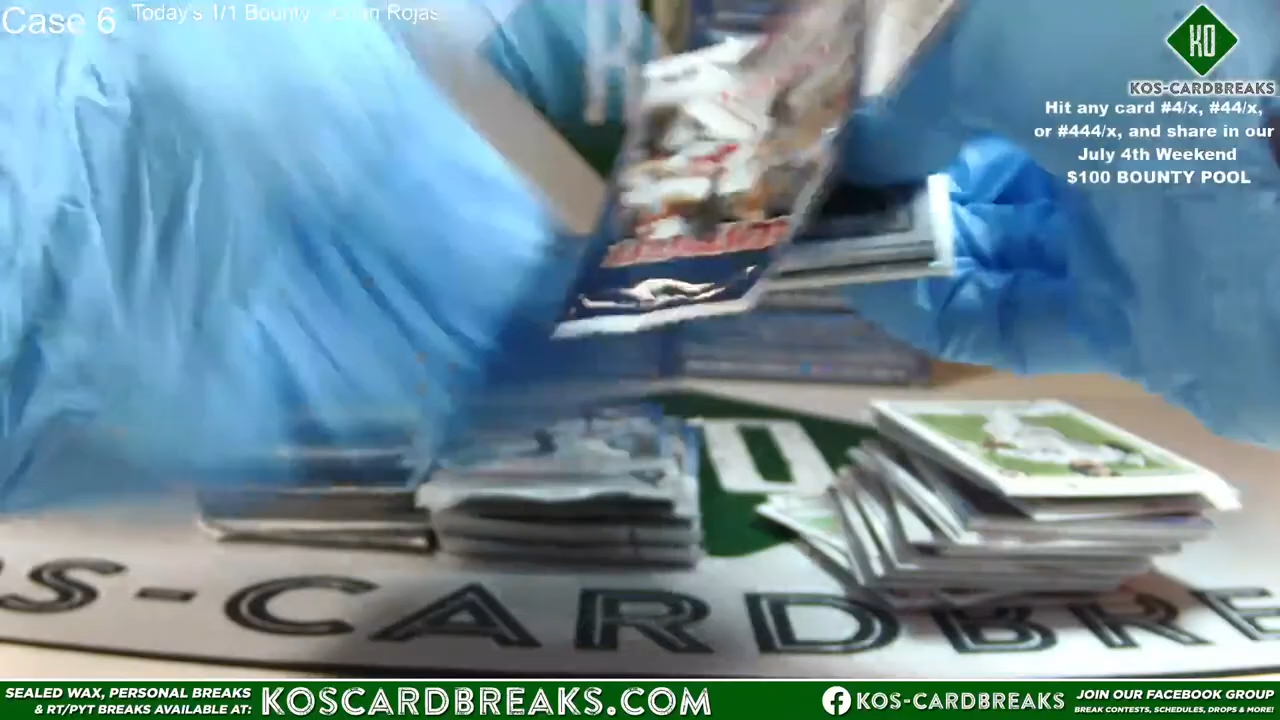 Case 6
Today's 1/1 Bounty
Rojas
KO
KOS-CARDBREAKS
Hit any card #4/x, #44/x,
or #444/x, and share in our
July 4th Weekend
$100 BOUNTY POOL
S-CARDBRE
SEALED WAX, PERSONAL BREAKS
& RT/PYT BREAKS AVAILABLE AT:
KOSCARDBREAKS.COM
KOS-CARDBREAKS
JOIN OUR FACEBOOK GROUP
BREAK CONTESTS, SCHEDULES, DROPS & MORE!